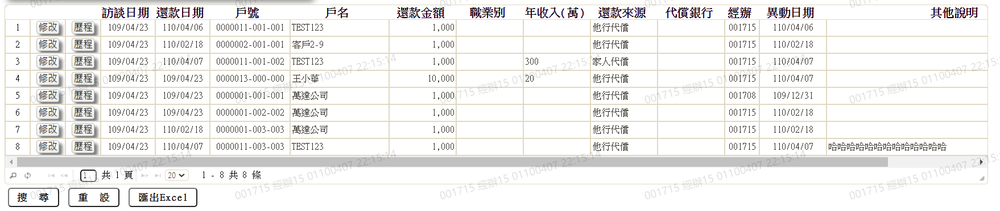 訪談日期 還款日期 戶號 戶名 還款金額 職業別 年收入(萬) 還款來源 代償銀行 經辦 異動日期 其他說明
1 修改 歷程 109/04/23 110/04/06 0000011-001-001 TEST123 1,000 他行代償 001715 110/04/06
2 修改 歷程 109/04/23 110/02/18 0000002-001-001 客戶2-9 1,000 他行代償 001715 110/02/18
3 修改 歷程 109/04/23 110/04/07 0000011-001-002 TEST123 1,000 300 家人代償 001715 110/04/07
4 修改 歷程 109/04/23 109/04/23 0000013-000-000 王小華 10,000 20 他行代償 001715 110/04/07
5 修改 歷程 109/04/23 109/04/23 0000001-001-001 萬達公司 1,000 他行代償 001708 109/12/31
6 修改 歷程 109/04/23 109/04/23 0000001-002-002 萬達公司 1,000 他行代償 001715 110/02/18
7 修改 歷程 109/04/23 110/02/18 0000001-003-003 萬達公司 1,000 他行代償 001715 110/02/18
8 修改 歷程 109/04/23 110/04/07 0000011-003-003 TEST123 1,000 他行代償 001715 110/04/07 哈哈哈哈哈哈哈哈哈哈哈哈哈
1 共 1 頁 20 1 - 8 共 8 條
搜 尋 重 設 匯出Excel
001715 經辦15 01100407 22:15:14